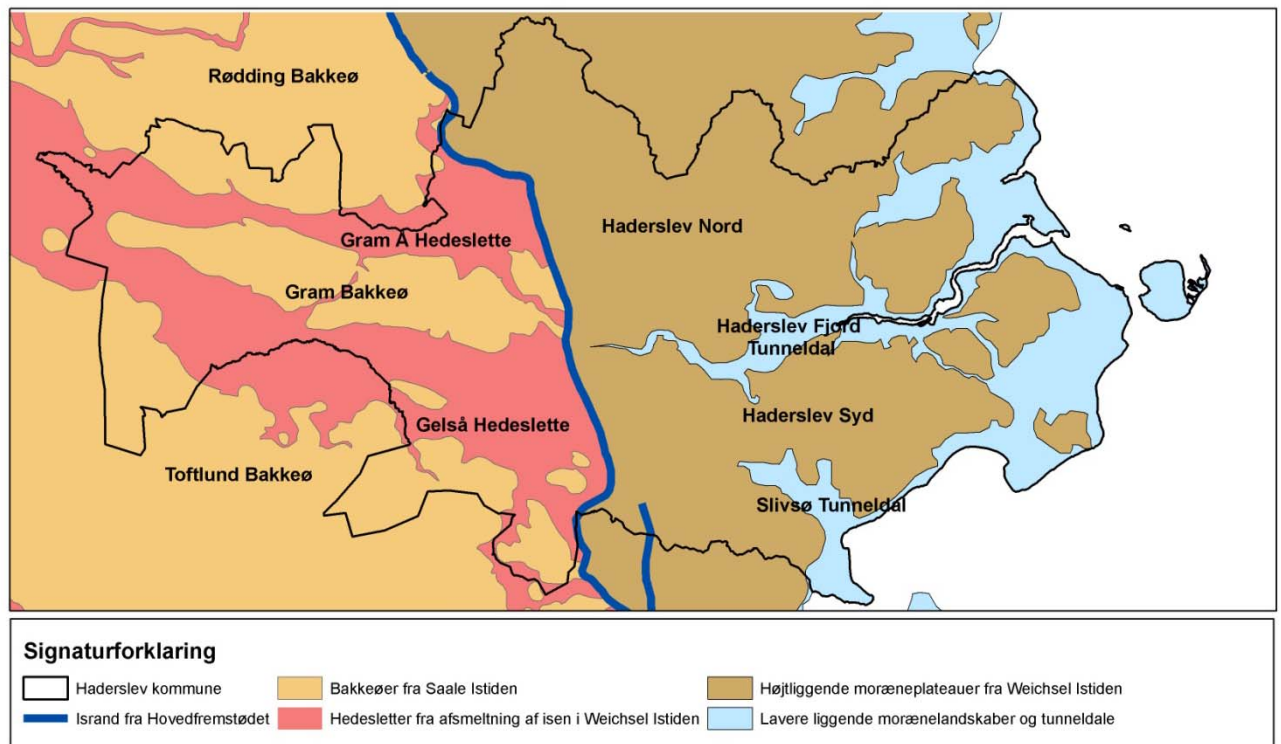 Rødding Bakkeø
Haderslev Nord
Gram Å Hedeslette
Gram Bakkeø
Haderslev Fjord
Tunneldal
Haderslev Syd
Gelså Hedeslette
Toftlund Bakkeø
Slivsø Tunneldal
Signaturforklaring
Haderslev kommune
Bakkeøer fra Saale Istiden
Højtliggende moræneplateauer fra Weichsel Istiden
Isrand fra Hovedfremstødet
Hedesletter fra afsmeltning af isen i Weichsel Istiden
Lavere liggende morænelandskaber og tunneldale